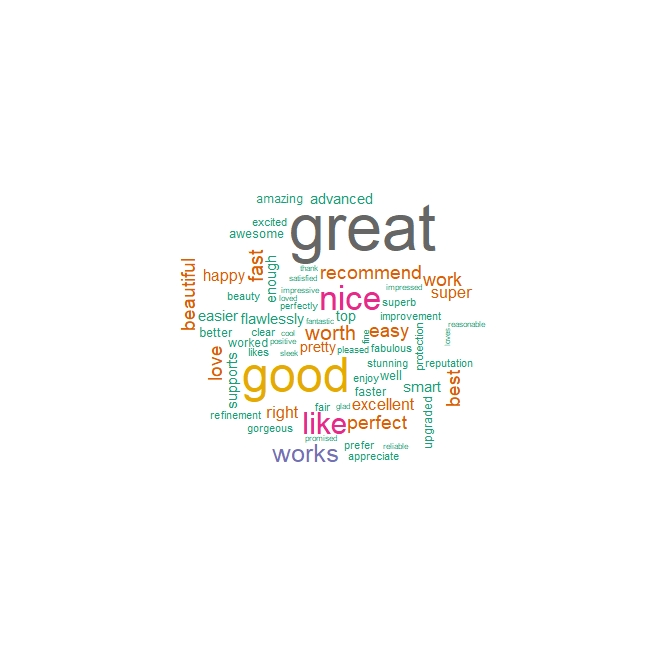 amazing advanced
excited
great
awesome
thank
recommend
fast
enough
satisfied
beautiful
happy
work
impressive
nice
impressed
super
beauty
loved
perfectly
superb
easier
flawlessly
fantastic
top
improvement
reasonable
better
clear
cool
worth
fine
easy
protection
loves
worked
positive
pretty
pleased
fabulous
likes
sleek
love
supports
good
stunning
reputation
enjoy
well
best
faster
smart
refinement
right
fair
glad
excellent
upgraded
gorgeous
like
perfect
promised
prefer
reliable
works
appreciate